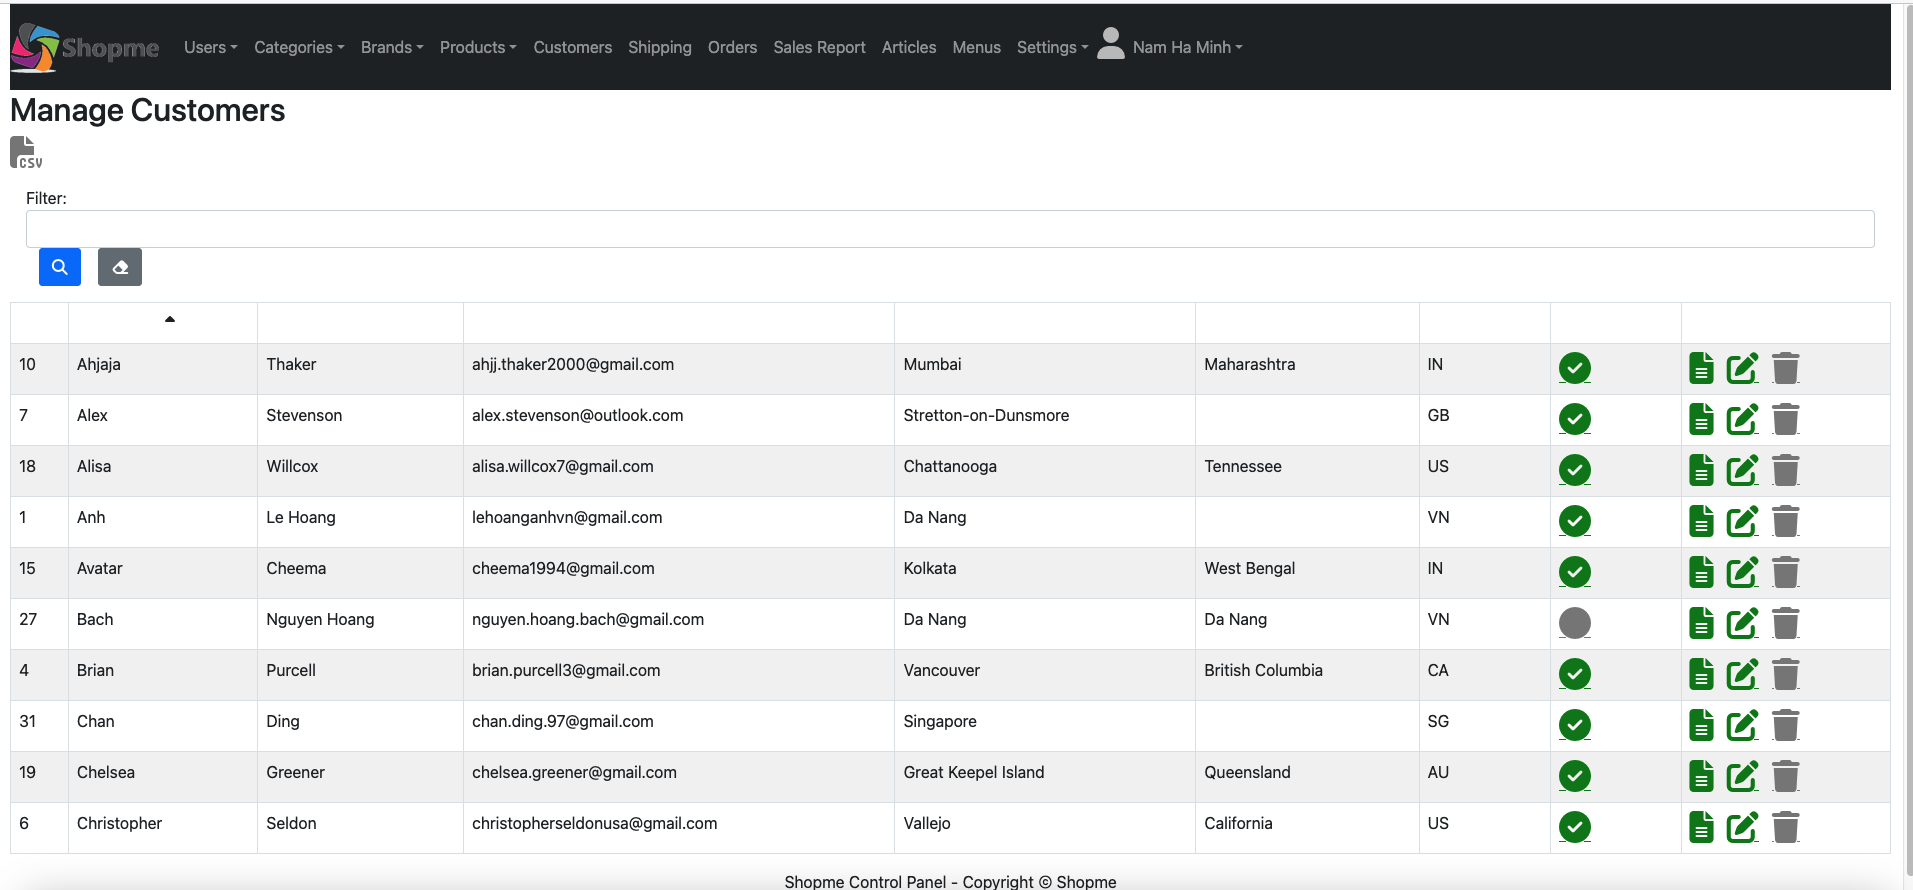 Shopme Users Categories Brands Products Customers Shipping Orders Sales Report Articles Menus Settings Nam Ha Minh
Manage Customers
CSV
Filter:
10 Ahjaja Thaker ahjj.thaker2000@gmail.com Mumbai Maharashtra IN
7 Alex Stevenson alex.stevenson@outlook.com Stretton-on-Dunsmore GB
18 Alisa Willcox alisa.willcox7@gmail.com Chattanooga Tennessee US
1 Anh Le Hoang lehoanganhvn@gmail.com Da Nang VN
15 Avatar Cheema cheema1994@gmail.com Kolkata West Bengal IN
27 Bach Nguyen Hoang nguyen.hoang.bach@gmail.com Da Nang Da Nang VN
4 Brian Purcell brian.purcell3@gmail.com Vancouver British Columbia CA
31 Chan Ding chan.ding.97@gmail.com Singapore SG
19 Chelsea Greener chelsea.greener@gmail.com Great Keepel Island Queensland AU
6 Christopher Seldon christopherseldonusa@gmail.com Vallejo California US
Shopme Control Panel - Copyright © Shopme